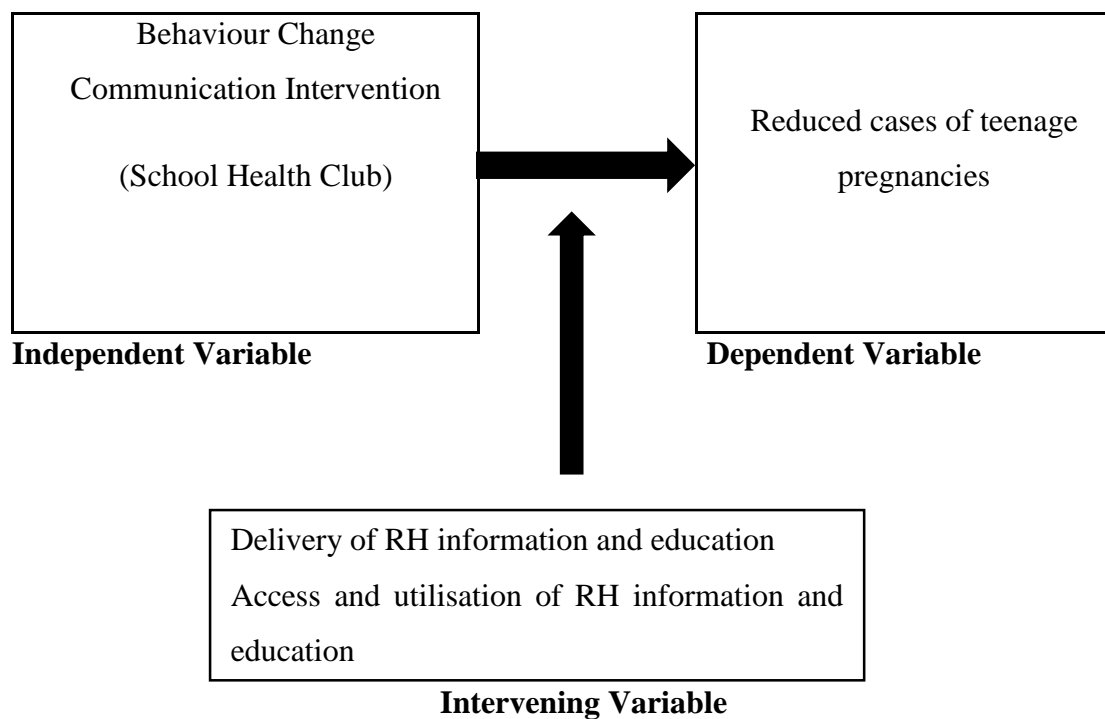 Behaviour Change
Communication Intervention
(School Health Club)
Independent Variable
Reduced cases of teenage
pregnancies
Dependent Variable
Delivery of RH information and education
Access and utilisation of RH information and
education
Intervening Variable